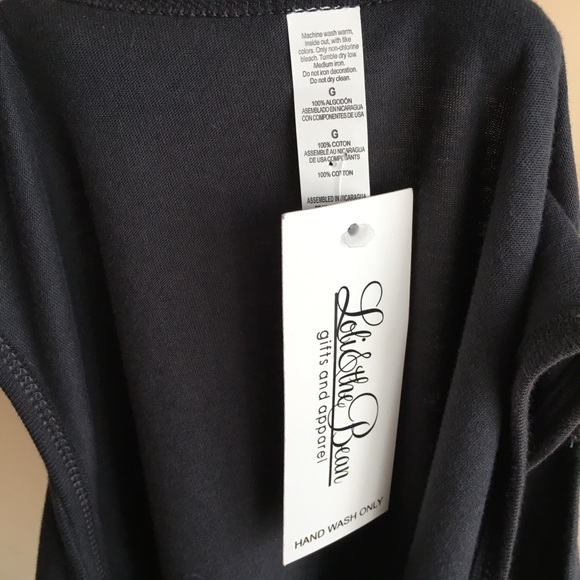 Machine wash warm,
inside out, with like
colors. Only non-chlorine
bleach. Tumble dry low.
Medium iron.
Do not iron decoration.
Do not dry clean.
G
100% ALGODÓN
ASEMBLADO EN NICARAGUA
CON COMPONENTES DE USA
G
100% COTON
ASSEMBLÉ AU NICARAGUA
DE USA COMPOSANTS
100% COTTON
ASSEMBLED IN NICARAGUA
Loli&the Bean
gifts and apparel
HAND WASH ONLY